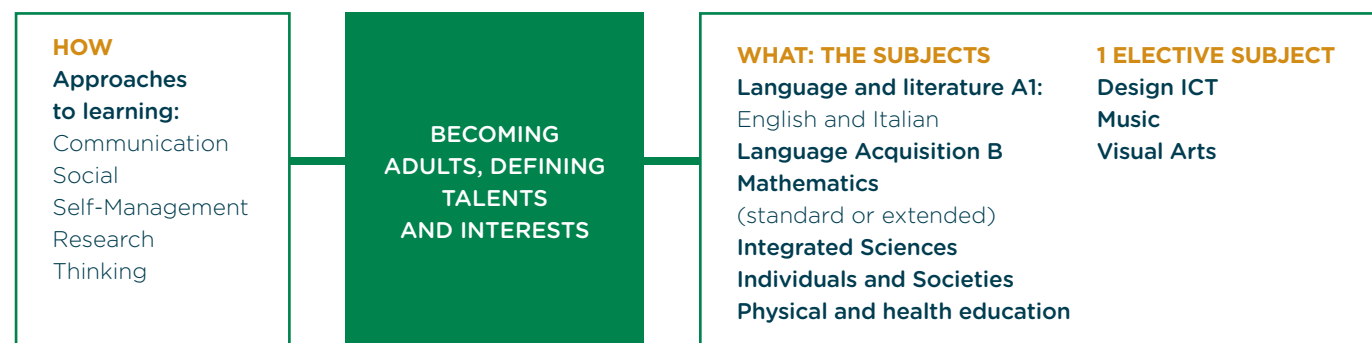 HOW
Approaches
to learning:
Communication
Social
Self-Management
Research
Thinking
BECOMING
ADULTS, DEFINING
TALENTS
AND INTERESTS
WHAT: THE SUBJECTS
Language and literature A1:
English and Italian
Language Acquisition B
Mathematics
(standard or extended)
Integrated Sciences
Individuals and Societies
Physical and health education
1 ELECTIVE SUBJECT
Design ICT
Music
Visual Arts